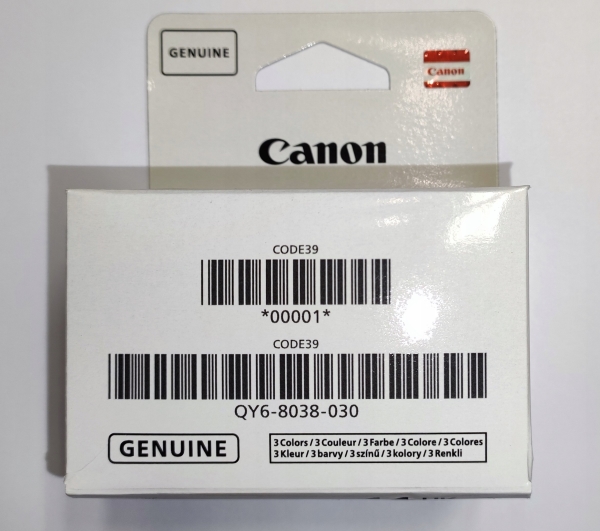 GENUINE
Canon
Canon
CODE39
*00001*
CODE39
QY6-8038-030
GENUINE
3 Colors / 3 Couleur / 3 Farbe / 3 Colore / 3 Colores
3 Kleur / 3 barvy / 3 színű / 3 kolory / 3 Renkli